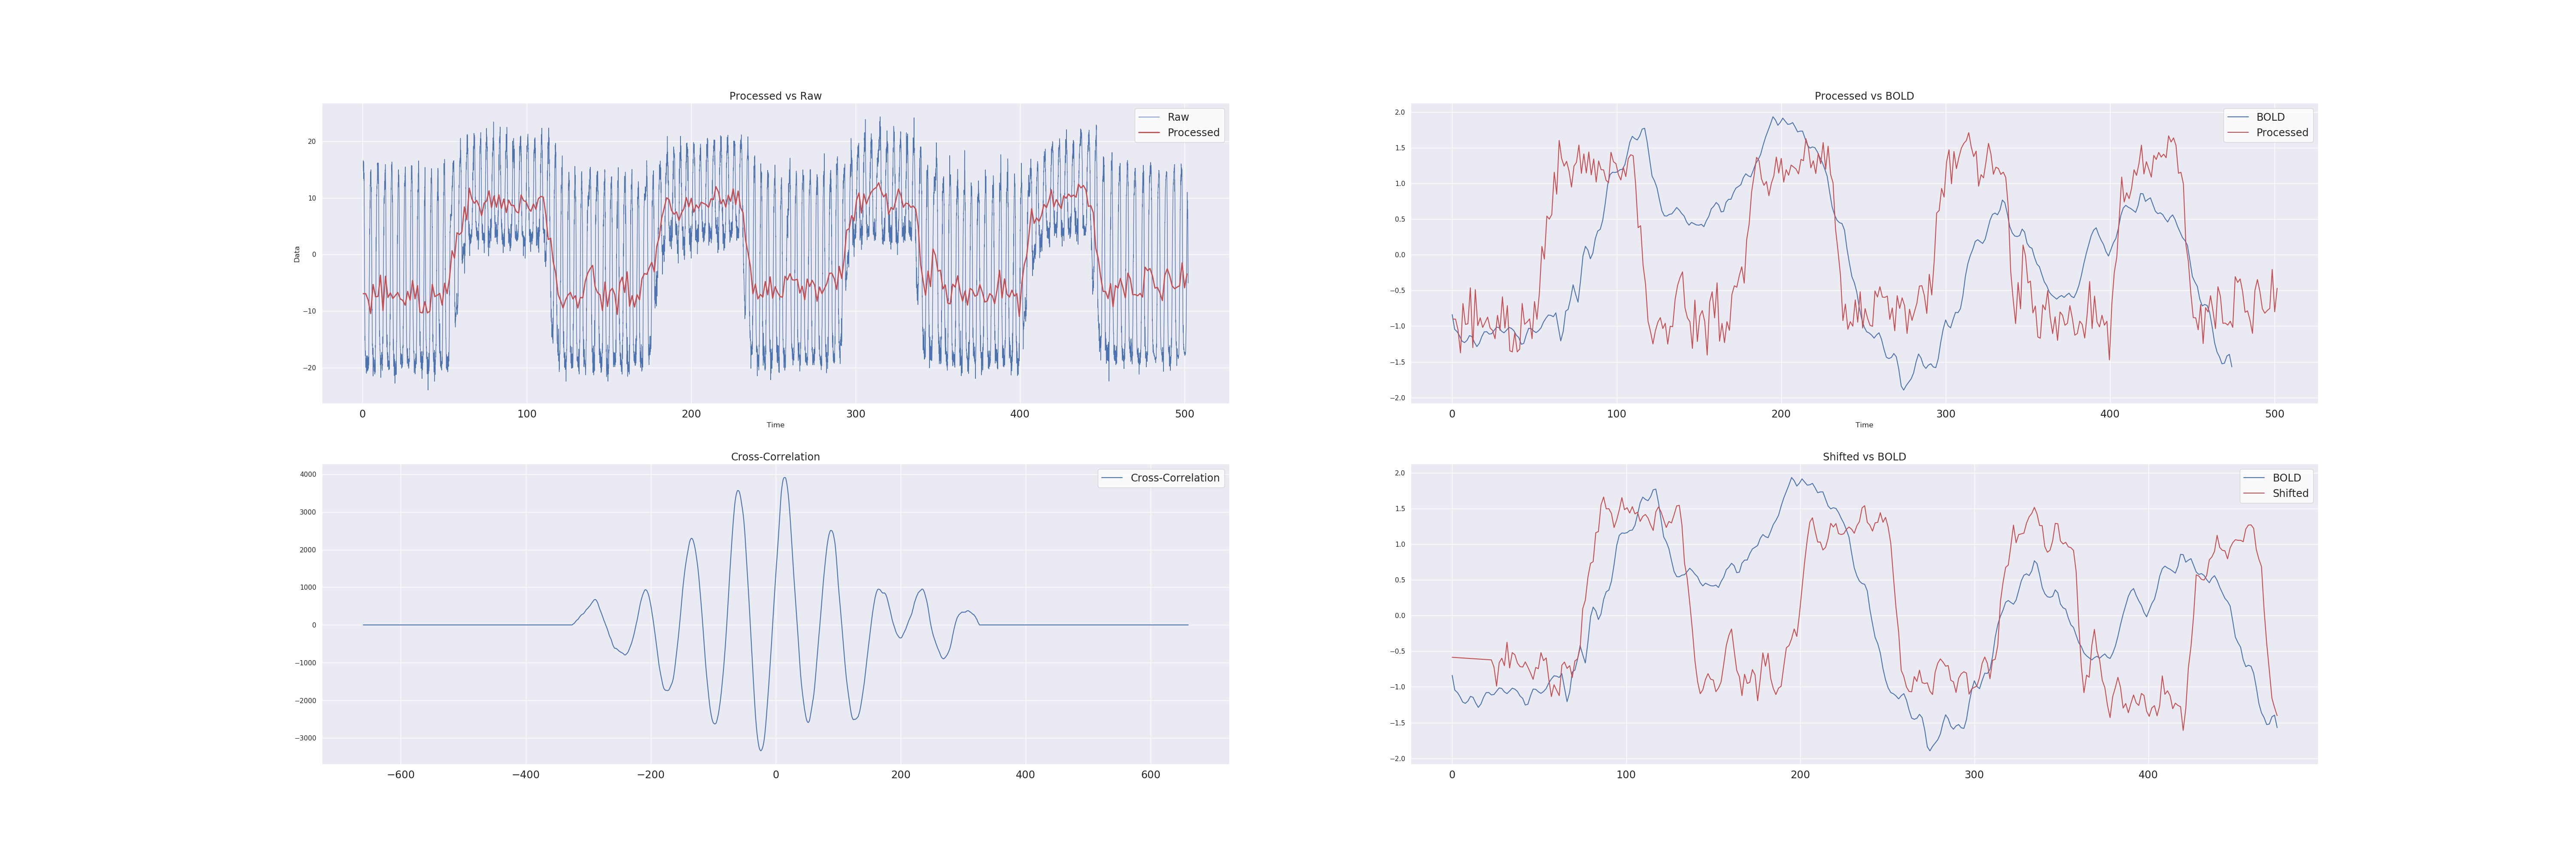 Processed vs Raw
Raw
Processed
Data
20
10
0
−10
−20
0 100 200 300 400 500
Time
Processed vs BOLD
BOLD
Processed
2.0
1.5
1.0
0.5
0.0
−0.5
−1.0
−1.5
−2.0
0 100 200 300 400 500
Time
Cross-Correlation
Cross-Correlation
4000
3000
2000
1000
0
−1000
−2000
−3000
−600 −400 −200 0 200 400 600
Shifted vs BOLD
BOLD
Shifted
2.0
1.5
1.0
0.5
0.0
−0.5
−1.0
−1.5
−2.0
0 100 200 300 400